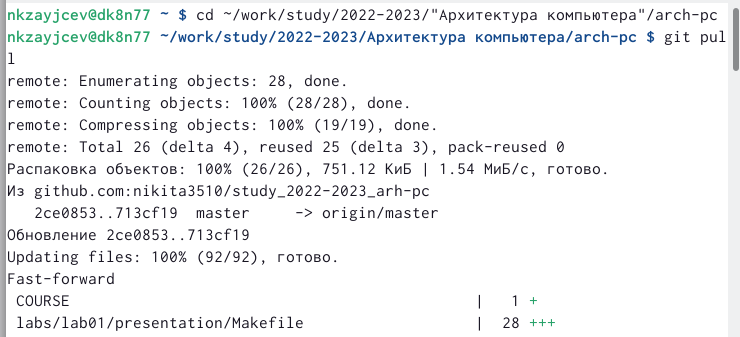 nkzayjcev@dk8n77 ~ $ cd ~/work/study/2022-2023/"Архитектура компьютера"/arch-pc
nkzayjcev@dk8n77 ~/work/study/2022-2023/Архитектура компьютера/arch-pc $ git pul
l
remote: Enumerating objects: 28, done.
remote: Counting objects: 100% (28/28), done.
remote: Compressing objects: 100% (19/19), done.
remote: Total 26 (delta 4), reused 25 (delta 3), pack-reused 0
Распаковка объектов: 100% (26/26), 751.12 КиБ | 1.54 МиБ/с, готово.
Из github.com:nikita3510/study_2022-2023_arh-pc
   2ce0853..713cf19  master     -> origin/master
Обновление 2ce0853..713cf19
Updating files: 100% (92/92), готово.
Fast-forward
 COURSE                                             |   1 +
 labs/lab01/presentation/Makefile                   |  28 +++